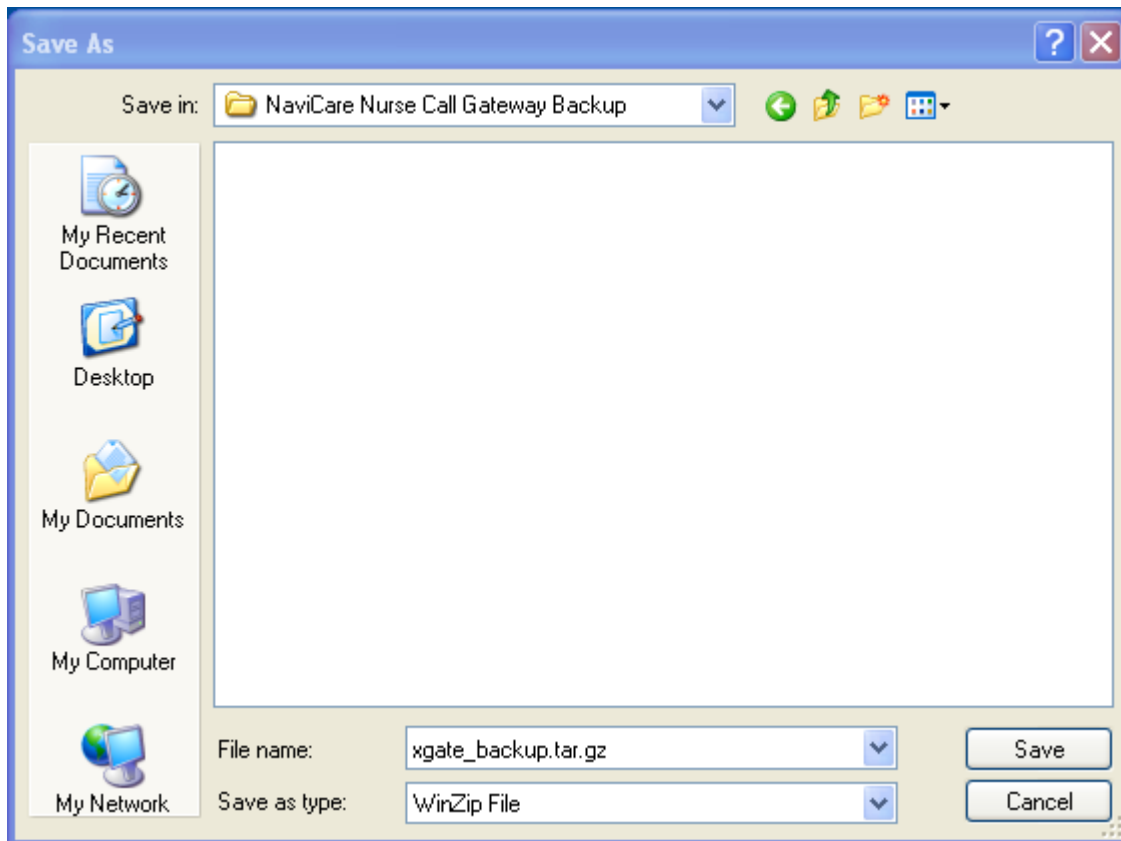 Save As
Save in:
NaviCare Nurse Call Gateway Backup
My Recent
Documents
Desktop
My Documents
My Computer
My Network
File name:
xgate_backup.tar.gz
Save
Save as type:
WinZip File
Cancel